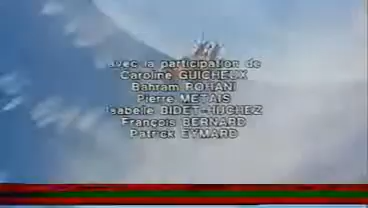 avec la participation de
Caroline GUICHEUX
Bahram ROHANI
Pierre METAIS
Isabelle BIDET-HUCHEZ
François BERNARD
Patrick EYMARD